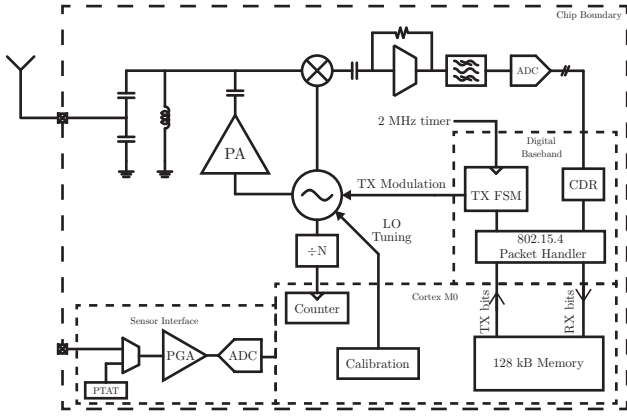 Chip Boundary
ADC
2 MHz timer
Digital
Baseband
PA
TX Modulation
TX FSM
CDR
LO
Tuning
÷N
802.15.4
Packet Handler
Cortex M0
TX bits
RX bits
Counter
Sensor Interface
PGA
ADC
PTAT
Calibration
128 kB Memory